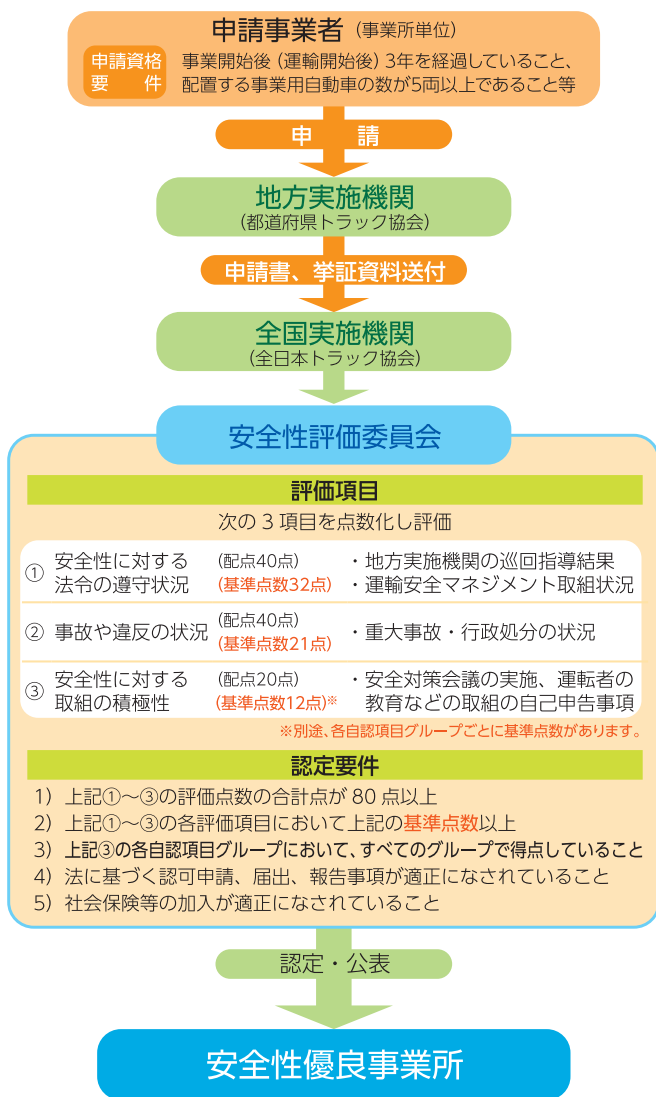 申請事業者（事業所単位）
申請資格要件
事業開始後（運輸開始後）3年を経過していること、
配置する事業用自動車の数が5両以上であること等
申請
地方実施機関
(都道府県トラック協会)
申請書、挙証資料送付
全国実施機関
(全日本トラック協会)
安全性評価委員会
評価項目
次の3項目を点数化し評価
① 安全性に対する法令の遵守状況
(配点40点)
(基準点数32点)
・地方実施機関の巡回指導結果
・運輸安全マネジメント取組状況
② 事故や違反の状況
(配点40点)
(基準点数21点)
・重大事故・行政処分の状況
③ 安全性に対する取組の積極性
(配点20点)
(基準点数12点)※
・安全対策会議の実施、運転者の
教育などの取組の自己申告事項
※別途、各自認項目グループごとに基準点数があります。
認定要件
1) 上記①～③の評価点数の合計点が80点以上
2) 上記①～③の各評価項目において上記の基準点数以上
3) 上記③の各自認項目グループにおいて、すべてのグループで得点していること
4) 法に基づく認可申請、届出、報告事項が適正になされていること
5) 社会保険等の加入が適正になされていること
認定・公表
安全性優良事業所